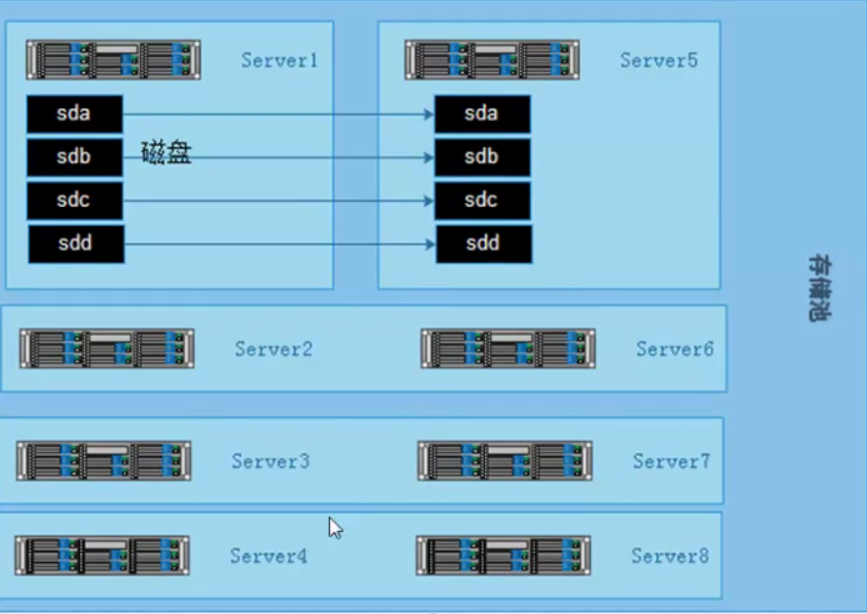 Server1
Server5
sda
sda
sdb
磁盘
sdb
sdc
sdc
sdd
sdd
存储池
Server2
Server6
Server3
Server7
Server4
Server8